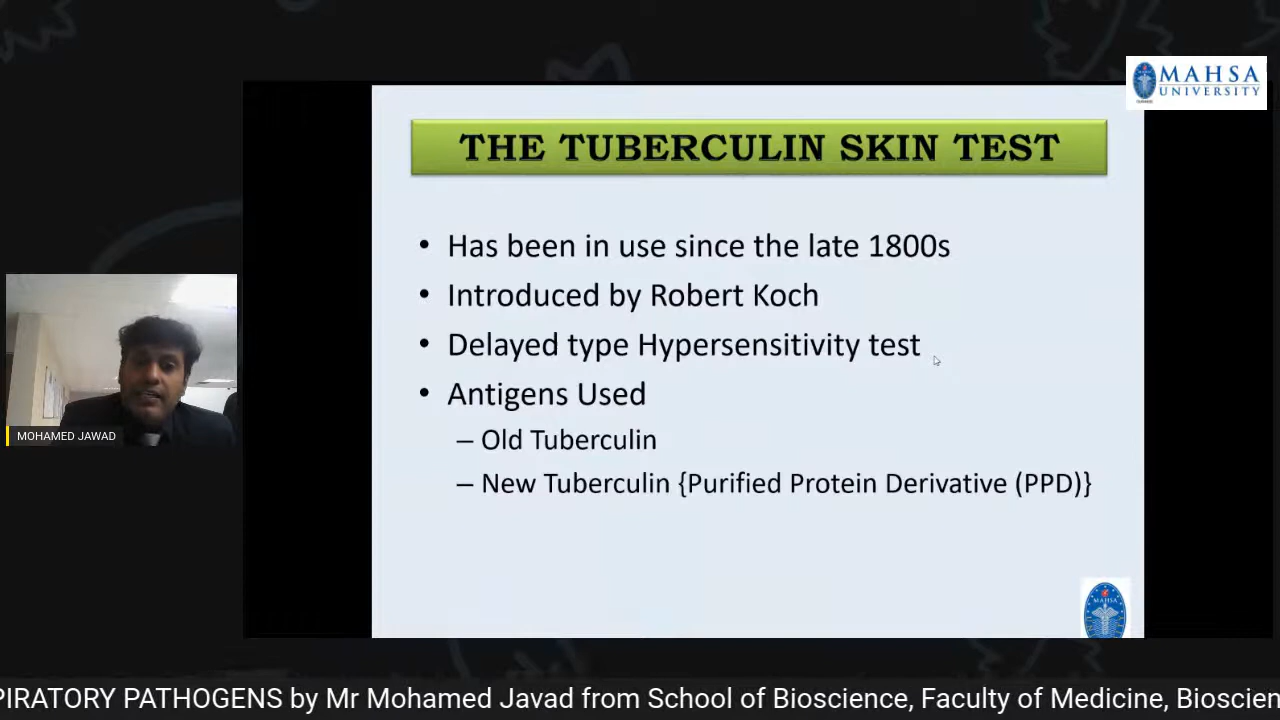 MAHSA
UNIVERSITY
THE TUBERCULIN SKIN TEST
• Has been in use since the late 1800s
• Introduced by Robert Koch
• Delayed type Hypersensitivity test
• Antigens Used
– Old Tuberculin
– New Tuberculin {Purified Protein Derivative (PPD)}
MOHAMED JAWAD
MAHSA
PIRATORY PATHOGENS by Mr Mohamed Javad from School of Bioscience, Faculty of Medicine, Bioscien